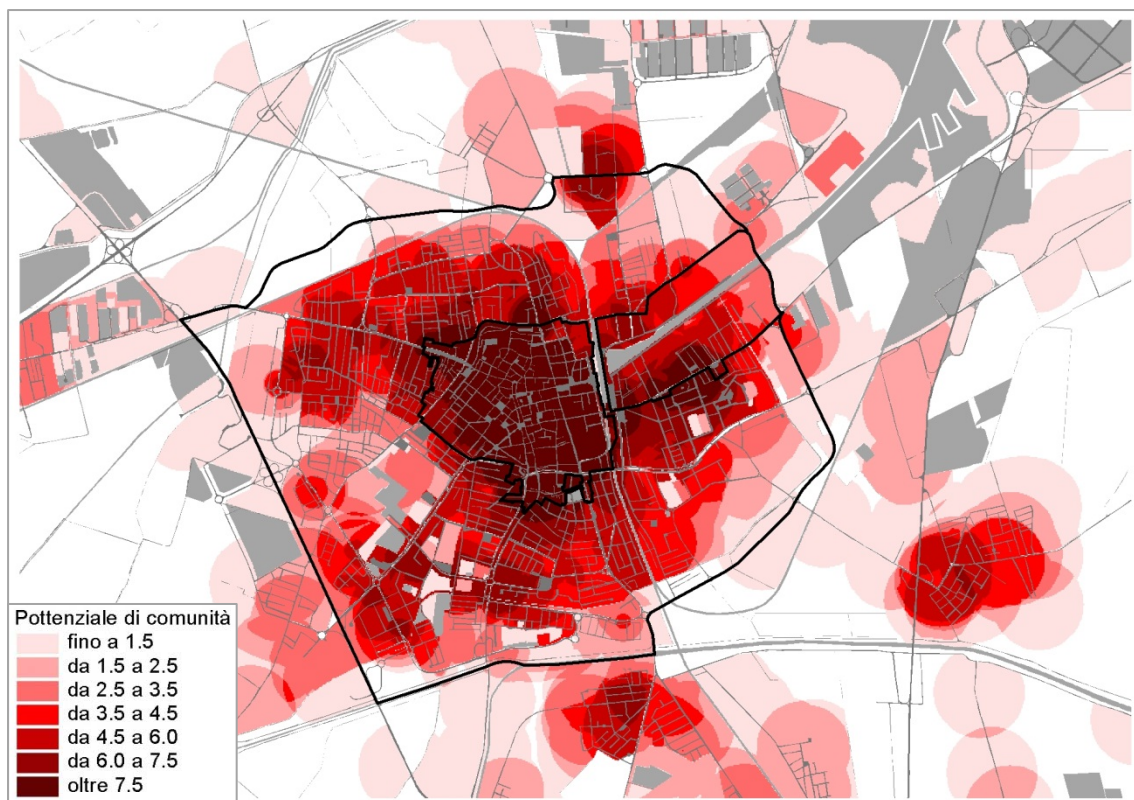 Pottenziale di comunità
fino a 1.5
da 1.5 a 2.5
da 2.5 a 3.5
da 3.5 a 4.5
da 4.5 a 6.0
da 6.0 a 7.5
oltre 7.5